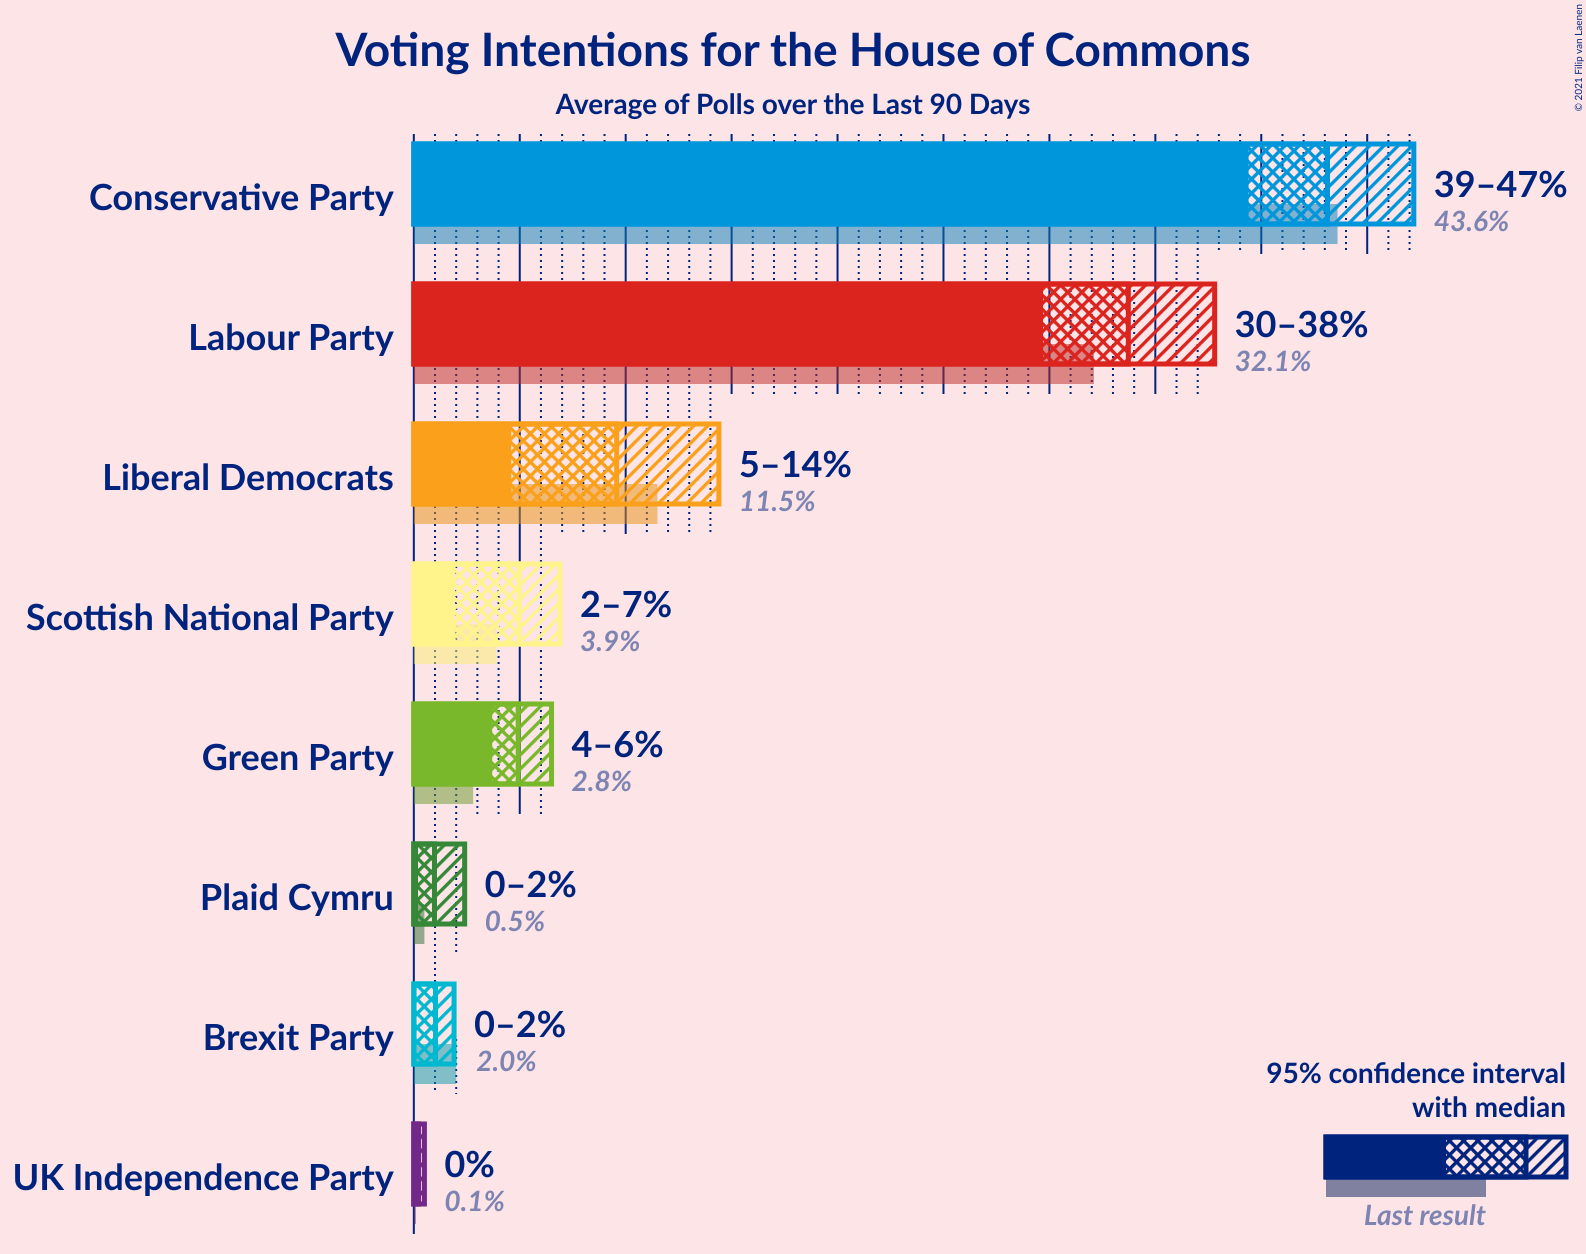 Voting Intentions for the House of Commons
Average of Polls over the Last 90 Days
© 2021 Filip van Laenen
Conservative Party
39–47%
43.6%
Labour Party
30–38%
32.1%
Liberal Democrats
5–14%
11.5%
Scottish National Party
2–7%
3.9%
Green Party
4–6%
2.8%
Plaid Cymru
0–2%
0.5%
Brexit Party
0–2%
2.0%
UK Independence Party
0%
0.1%
95% confidence interval
with median
Last result